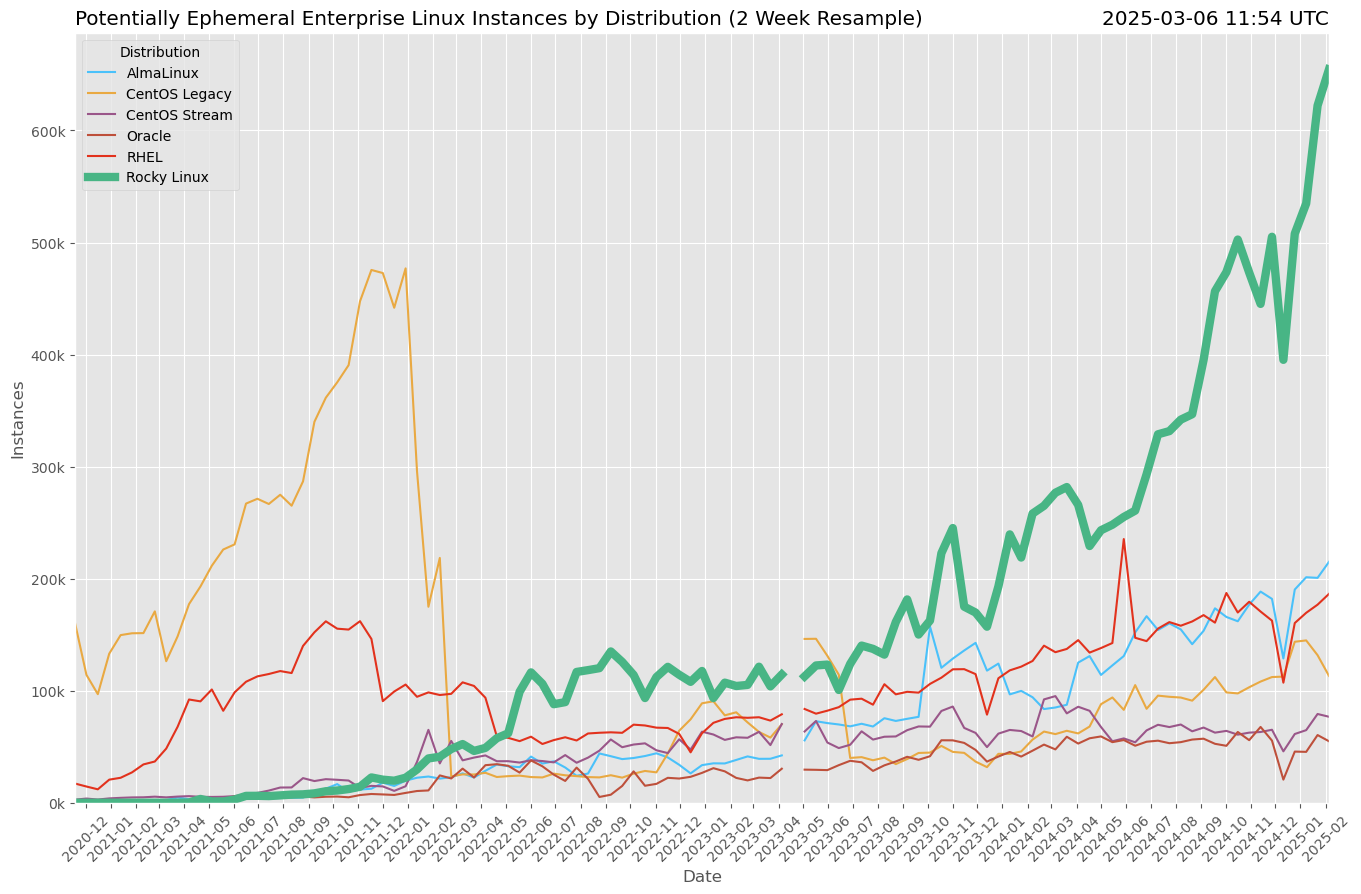 Potentially Ephemeral Enterprise Linux Instances by Distribution (2 Week Resample)
2025-03-06 11:54 UTC
Distribution
AlmaLinux
CentOS Legacy
CentOS Stream
Oracle
RHEL
Rocky Linux
600k
500k
400k
300k
200k
100k
0k
Instances
2020-12
2021-01
2021-02
2021-03
2021-04
2021-05
2021-06
2021-07
2021-08
2021-09
2021-10
2021-11
2021-12
2022-01
2022-02
2022-03
2022-04
2022-05
2022-06
2022-07
2022-08
2022-09
2022-10
2022-11
2022-12
2023-01
2023-02
2023-03
2023-04
2023-05
2023-06
2023-07
2023-08
2023-09
2023-10
2023-11
2023-12
2024-01
2024-02
2024-03
2024-04
2024-05
2024-06
2024-07
2024-08
2024-09
2024-10
2024-11
2024-12
2025-01
2025-02
Date